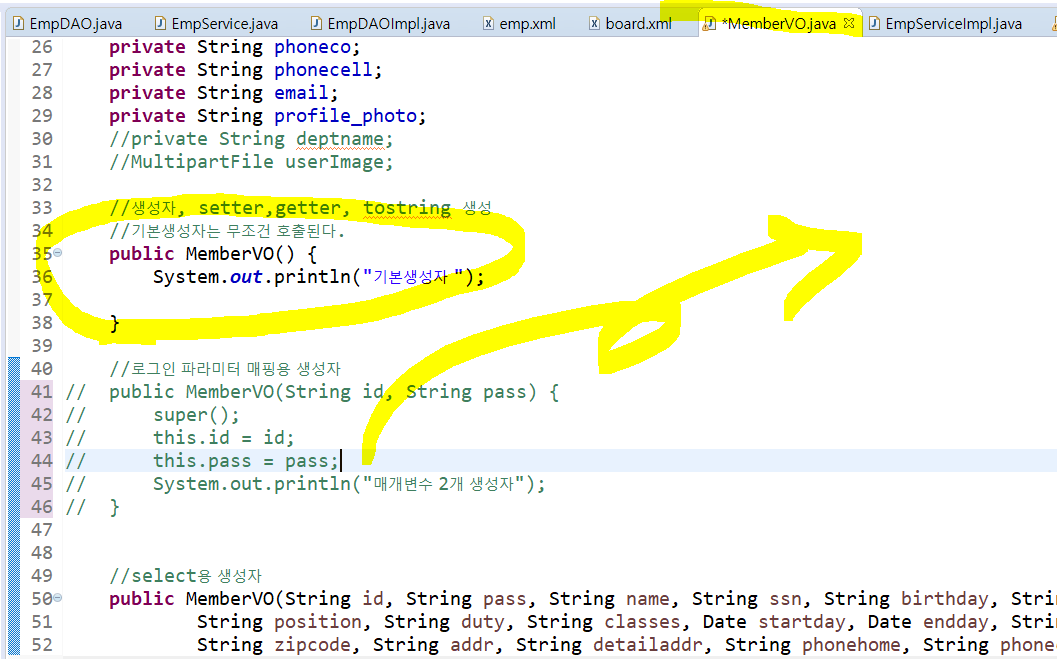 EmpDAO.java EmpService.java EmpDAOImpl.java emp.xml board.xml *MemberVO.java EmpServiceImpl.java
26 private String phoneco;
27 private String phonecell;
28 private String email;
29 private String profile_photo;
30 //private String deptname;
31 //MultipartFile userImage;
32
33 //생성자, setter,getter, tostring 생성
34 //기본생성자는 무조건 호출된다.
35 public MemberVO() {
36 System.out.println("기본생성자 ");
37
38 }
39
40 //로그인 파라미터 매핑용 생성자
41 // public MemberVO(String id, String pass) {
42 // super();
43 // this.id = id;
44 // this.pass = pass;
45 // System.out.println("매개변수 2개 생성자");
46 // }
47
48
49 //select용 생성자
50 public MemberVO(String id, String pass, String name, String ssn, String birthday, Stri
51 String position, String duty, String classes, Date startday, Date endday, Stri
52 String zipcode, String addr, String detailaddr, String phonehome, String phone